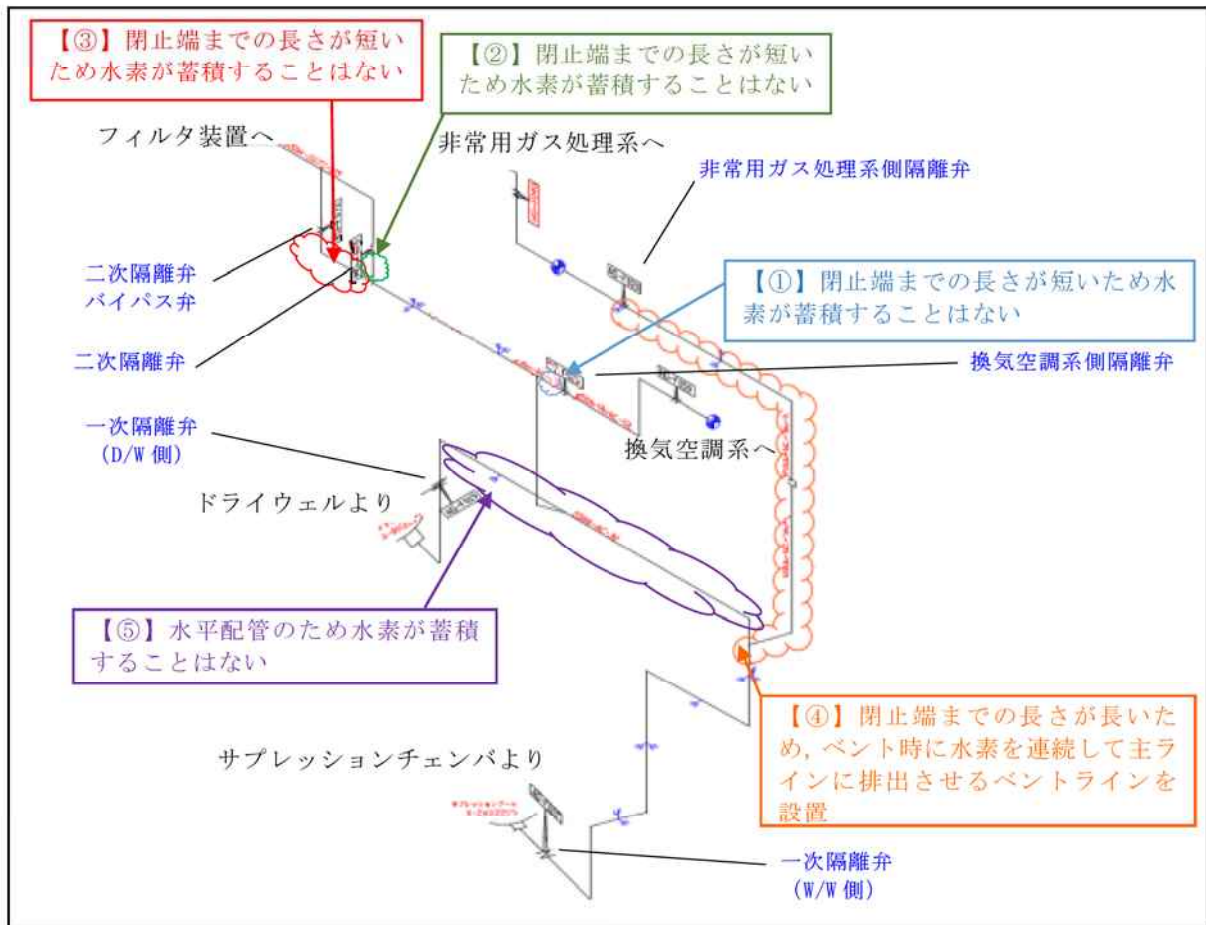 【③】閉止端までの長さが短い
ため水素が蓄積することはない
【②】閉止端までの長さが短い
ため水素が蓄積することはない
フィルタ装置へ
非常用ガス処理系へ
非常用ガス処理系側隔離弁
二次隔離弁
バイパス弁
【①】閉止端までの長さが短いため水
素が蓄積することはない
二次隔離弁
換気空調系側隔離弁
一次隔離弁
(D/W 側)
換気空調系へ
ドライウェルより
【⑤】水平配管のため水素が蓄積
することはない
【④】閉止端までの長さが長いた
め，ベント時に水素を連続して主ラ
インに排出させるベントラインを
設置
サプレッションチェンバより
一次隔離弁
(W/W 側)